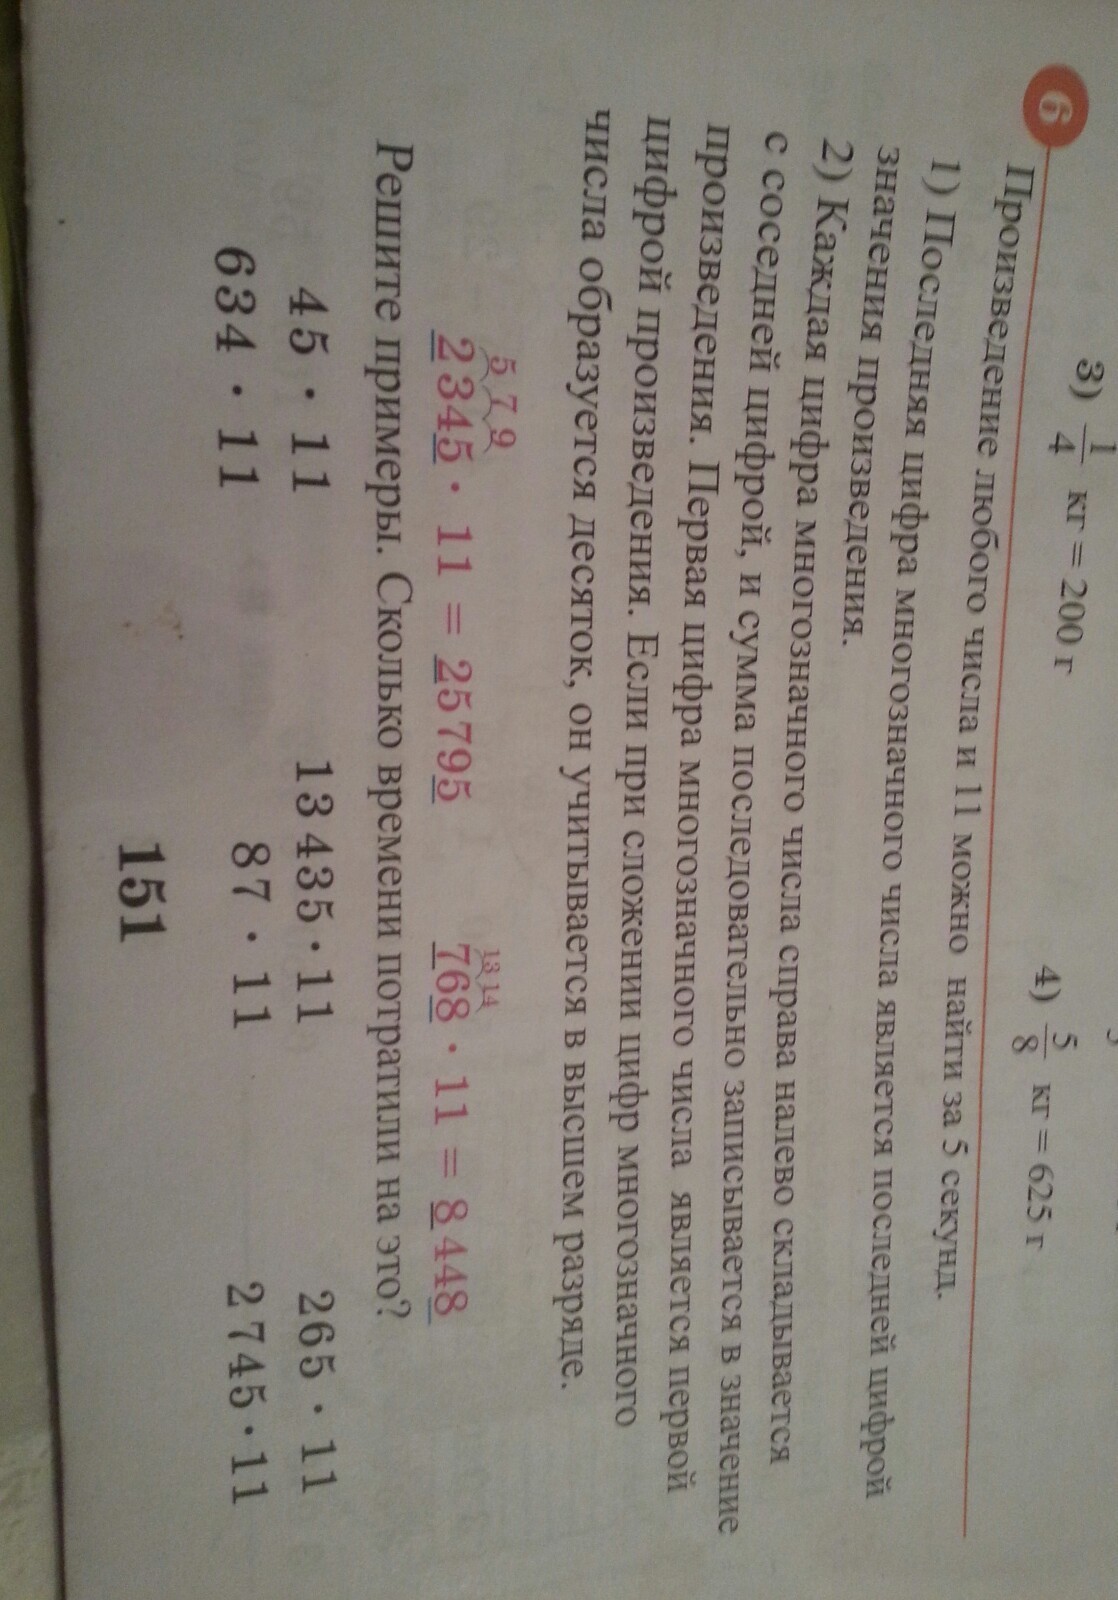 3) 1/4 кг = 200 г
4) 5/8 кг = 625 г
6
Произведение любого числа и 11 можно найти за 5 секунд.
1) Последняя цифра многозначного числа является последней цифрой
значения произведения.
2) Каждая цифра многозначного числа справа налево складывается
с соседней цифрой, и сумма последовательно записывается в значение
произведения. Первая цифра многозначного числа является первой
цифрой произведения. Если при сложении цифр многозначного
числа образуется десяток, он учитывается в высшем разряде.
5 7 9
2345 · 11 = 25795
13 14
768 · 11 = 8448
Решите примеры. Сколько времени потратили на это?
45 · 11 13435 · 11 265 · 11
634 · 11 87 · 11 2745 · 11
151